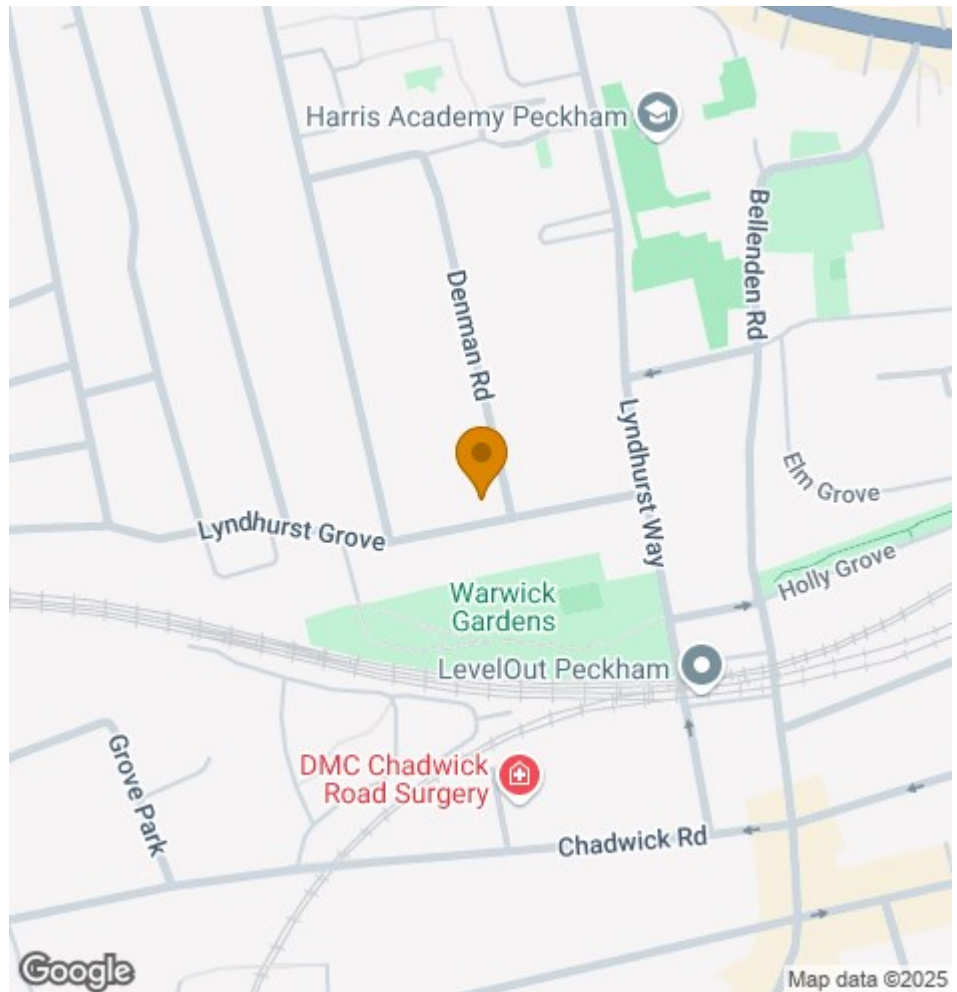 Harris Academy Peckham
Bellenden Rd
Denman Rd
Lyndhurst Way
Elm Grove
Lyndhurst Grove
Holly Grove
Warwick
Gardens
LevelOut Peckham
DMC Chadwick
Road Surgery
Grove Park
Chadwick Rd
Google
Map data ©2025